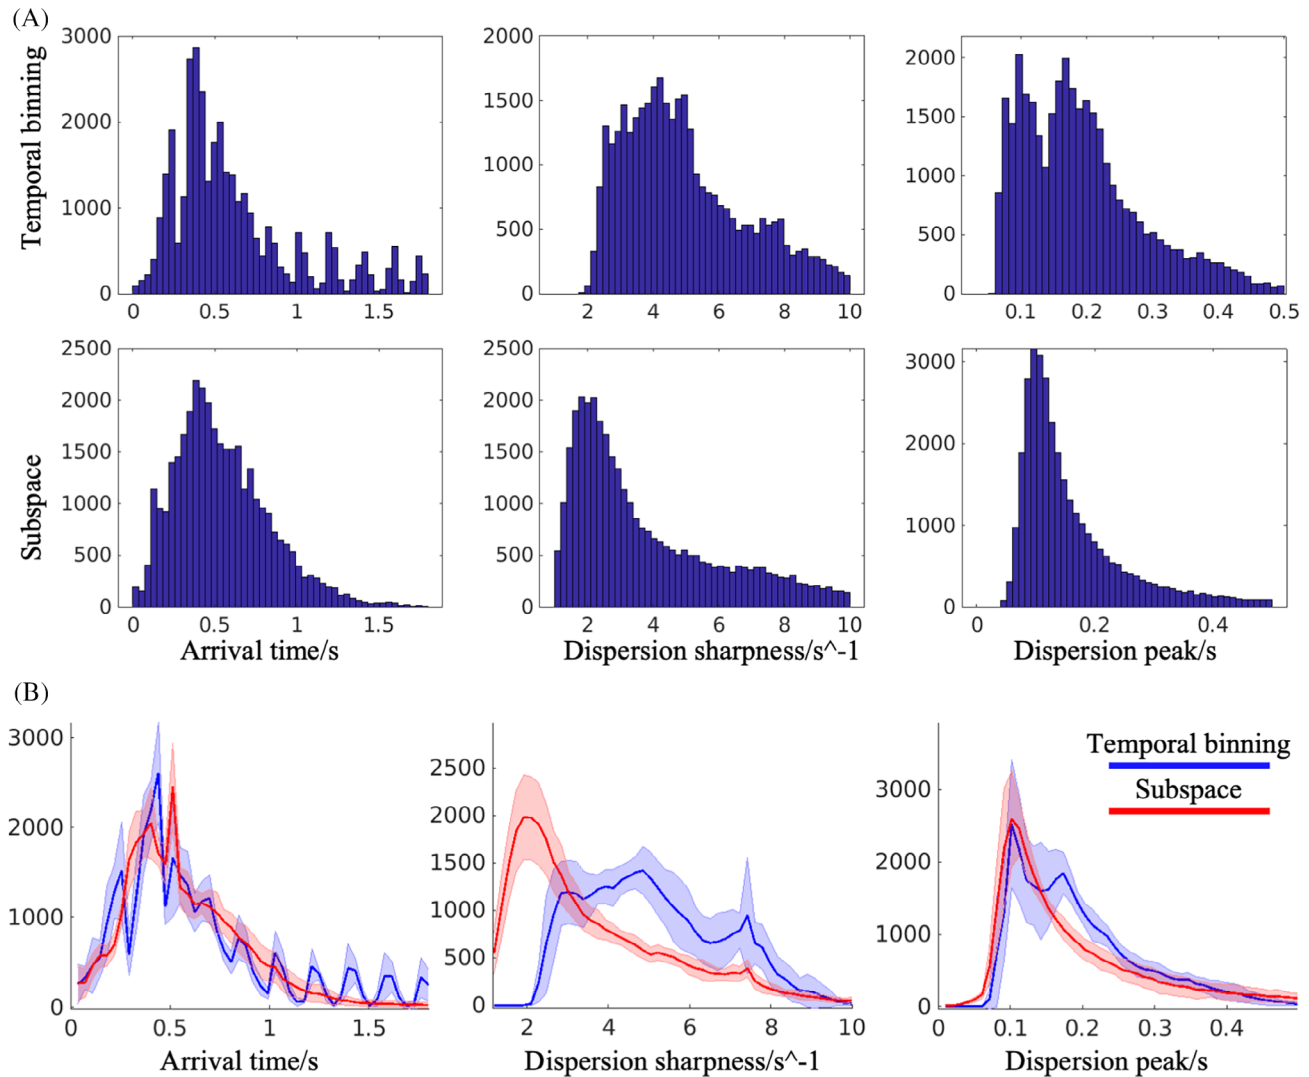 (A)
Temporal binning
3000
2000
1000
0
0 0.5 1 1.5
2000
1500
1000
500
0
2 4 6 8 10
2000
1500
1000
500
0
0.1 0.2 0.3 0.4 0.5
Subspace
2500
2000
1500
1000
500
0
0 0.5 1 1.5
Arrival time/s
2500
2000
1500
1000
500
0
2 4 6 8 10
Dispersion sharpness/s^-1
3000
2000
1000
0
0 0.2 0.4
Dispersion peak/s
(B)
3000
2000
1000
0
0 0.5 1 1.5
Arrival time/s
2500
2000
1500
1000
500
0
2 4 6 8 10
Dispersion sharpness/s^-1
Temporal binning
Subspace
3000
2000
1000
0
0 0.1 0.2 0.3 0.4
Dispersion peak/s